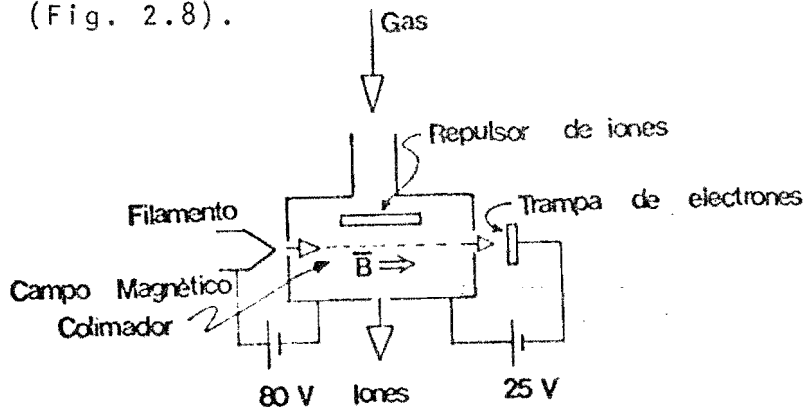 (Fig. 2.8).
Gas
Repulsor de iones
Filamento
Trampa de electrones
B
Campo Magnético
Colimador
80 V Iones 25 V